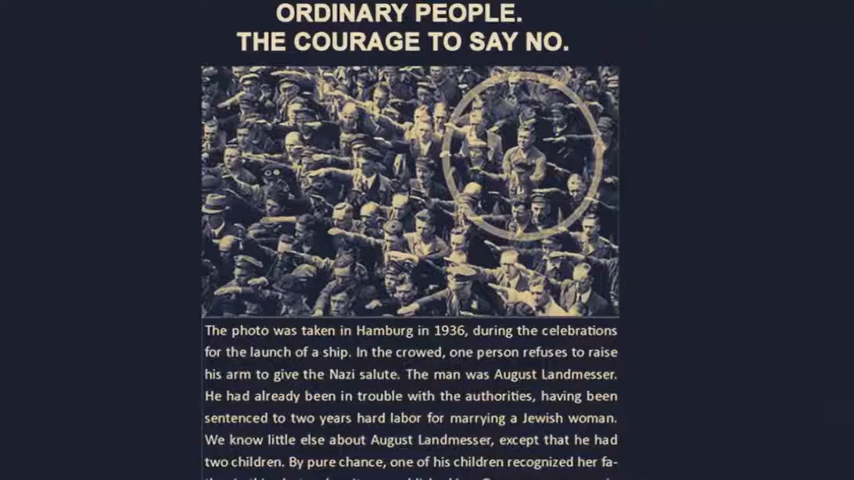 ORDINARY PEOPLE.
THE COURAGE TO SAY NO.
The photo was taken in Hamburg in 1936, during the celebrations
for the launch of a ship. In the crowed, one person refuses to raise
his arm to give the Nazi salute. The man was August Landmesser.
He had already been in trouble with the authorities, having been
sentenced to two years hard labor for marrying a Jewish woman.
We know little else about August Landmesser, except that he had
two children. By pure chance, one of his children recognized her fa-